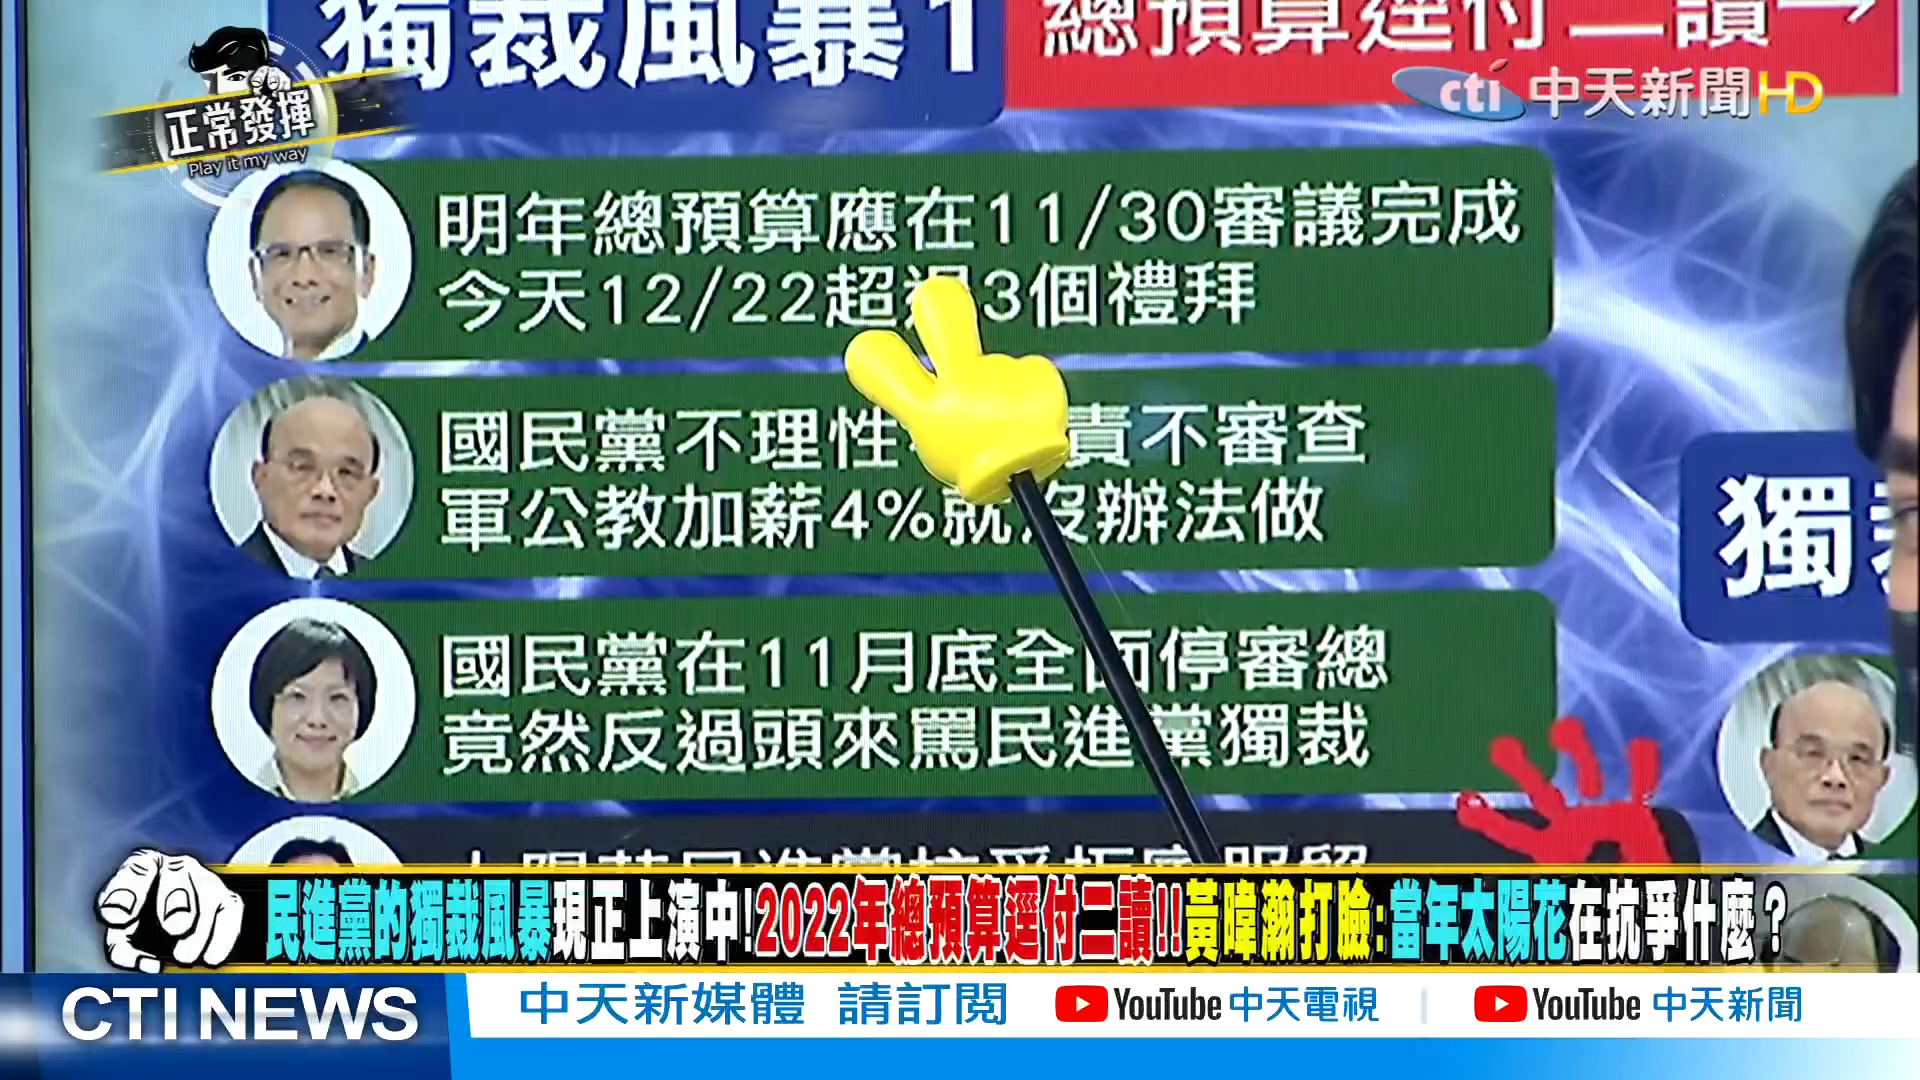 獨裁風暴1
總預算逕付二讀→
正常發揮
Play it my way
cti 中天新聞HD
明年總預算應在11/30審議完成
今天12/22超過3個禮拜
國民黨不理性 責不審查
軍公教加薪4%就沒辦法做
國民黨在11月底全面停審總
竟然反過頭來罵民進黨獨裁
獨
民進黨的獨裁風暴現正上演中!2022年總預算逕付二讀!!黃暐瀚打臉:當年太陽花在抗爭什麼?
CTI NEWS
中天新媒體 請訂閱
YouTube 中天電視
YouTube 中天新聞